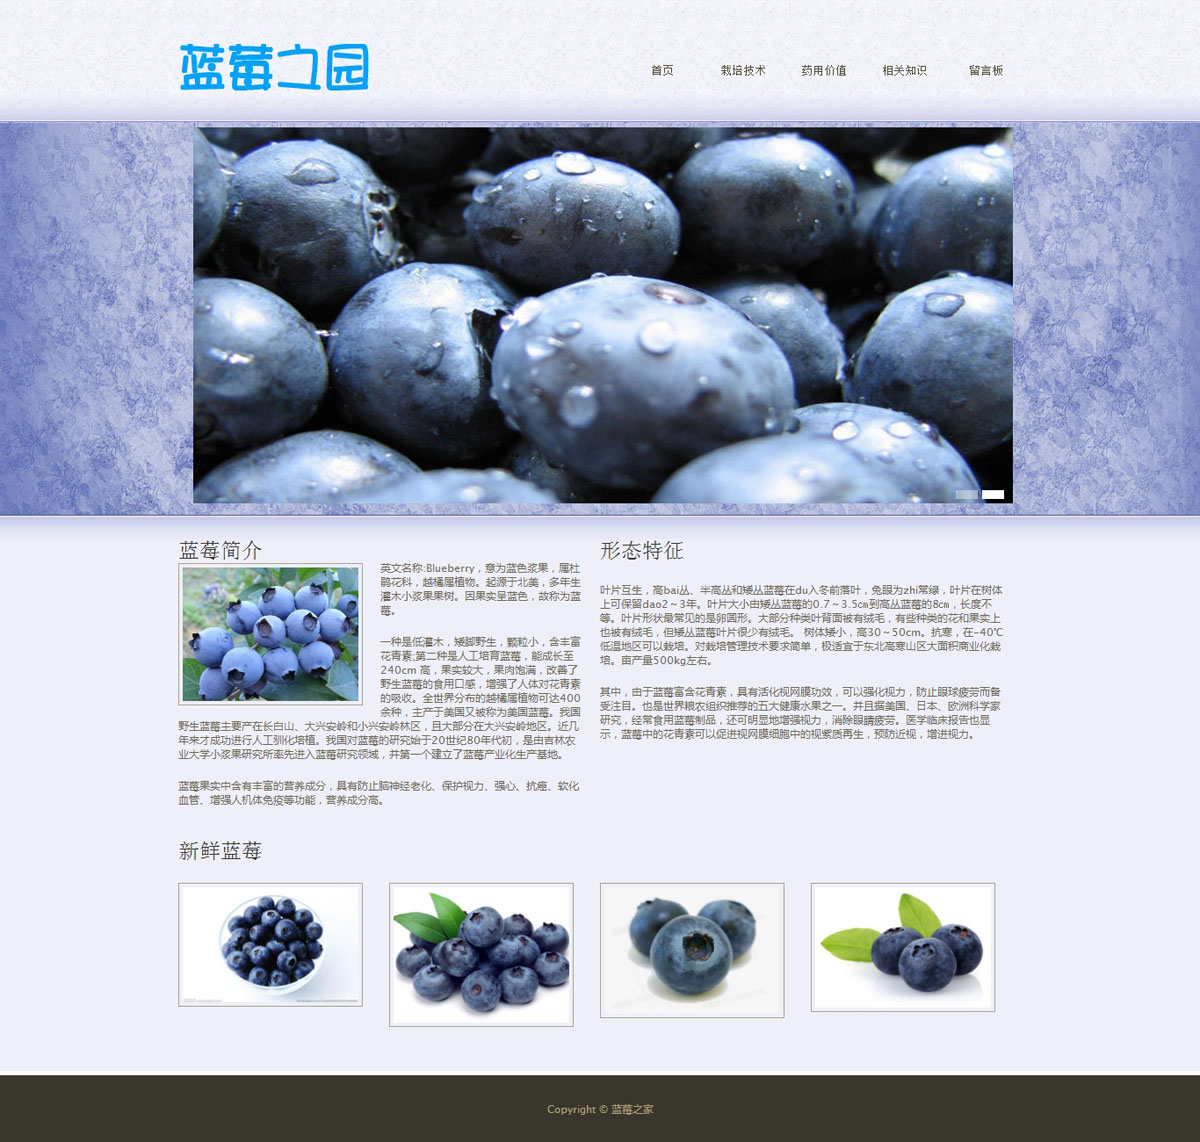 蓝莓之园
首页 栽培技术 药用价值 相关知识 留言板
蓝莓简介
英文名称:Blueberry，意为蓝色浆果，属杜
鹃花科，越橘属植物。起源于北美，多年生
灌木小浆果果树。因果实呈蓝色，故称为蓝
莓。
一种是低灌木，矮脚野生，颗粒小，含丰富
花青素;第二种是人工培育蓝莓，能成长至
240cm 高，果实较大，果肉饱满，改善了
野生蓝莓的食用口感，增强了人体对花青素
的吸收。全世界分布的越橘属植物可达400
余种，主产于美国又被称为美国蓝莓。我国
野生蓝莓主要产在长白山、大兴安岭和小兴安岭林区，且大部分在大兴安岭地区。近几
年来才成功进行人工驯化培植。我国对蓝莓的研究始于20世纪80年代初，是由吉林农
业大学小浆果研究所率先进入蓝莓研究领域，并第一个建立了蓝莓产业化生产基地。
蓝莓果实中含有丰富的营养成分，具有防止脑神经老化、保护视力、强心、抗癌、软化
血管、增强人机体免疫等功能，营养成分高。
形态特征
叶片互生，高bai丛、半高丛和矮丛蓝莓在du入冬前落叶，兔眼为zhi常绿，叶片在树体
上可保留dao2～3年。叶片大小由矮丛蓝莓的0.7～3.5㎝到高丛蓝莓的8㎝，长度不
等。叶片形状最常见的是卵圆形。大部分种类叶背面被有绒毛，有些种类的花和果实上
也被有绒毛，但矮丛蓝莓叶片很少有绒毛。 树体矮小，高30～50cm。抗寒，在-40℃
低温地区可以栽培。对栽培管理技术要求简单，极适宜于东北高寒山区大面积商业化栽
培。亩产量500kg左右。
其中，由于蓝莓富含花青素，具有活化视网膜功效，可以强化视力，防止眼球疲劳而备
受注目。也是世界粮农组织推荐的五大健康水果之一。并且据美国、日本、欧洲科学家
研究，经常食用蓝莓制品，还可明显地增强视力，消除眼睛疲劳。医学临床报告也显
示，蓝莓中的花青素可以促进视网膜细胞中的视紫质再生，预防近视，增进视力。
新鲜蓝莓
Copyright © 蓝莓之家